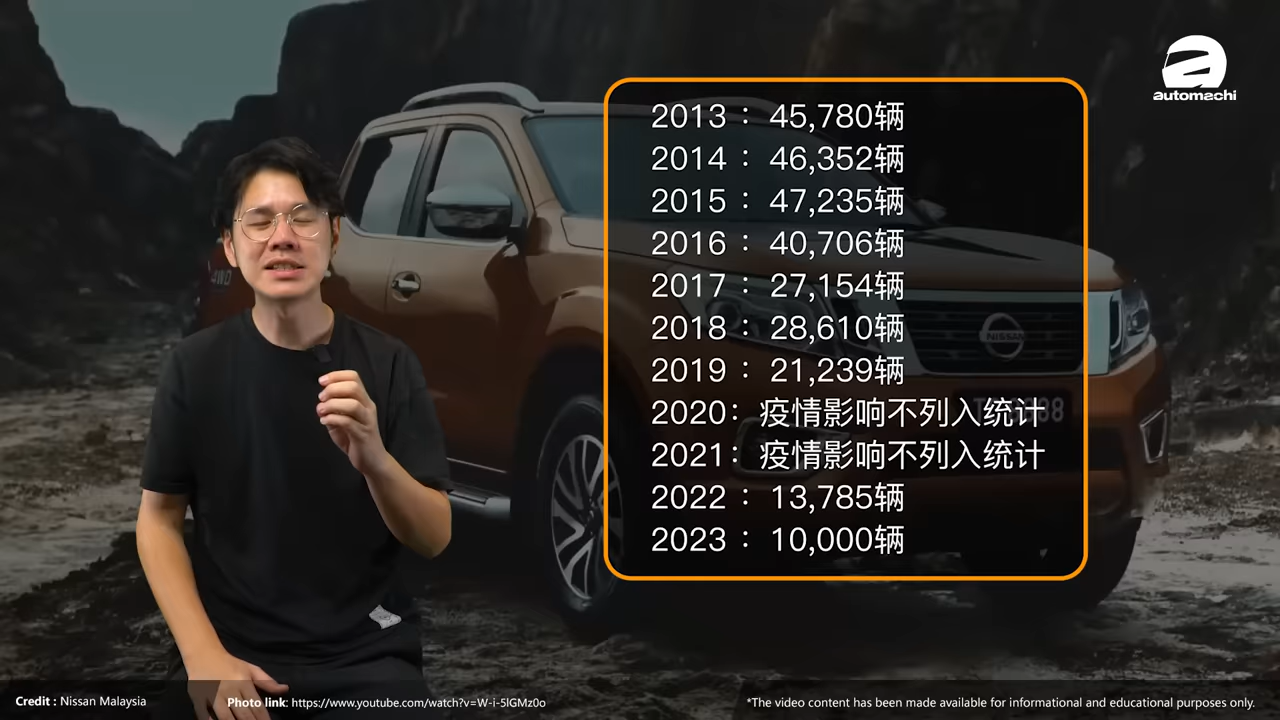 automachi
2013 : 45,780辆
2014 : 46,352辆
2015 : 47,235辆
2016 : 40,706辆
2017 : 27,154辆
2018 : 28,610辆
2019 : 21,239辆
2020: 疫情影响不列入统计
2021: 疫情影响不列入统计
2022 : 13,785辆
2023 : 10,000辆
4WD
NISSAN
Credit : Nissan Malaysia
Photo link: https://www.youtube.com/watch?v=W-i-5lGMz0o
*The video content has been made available for informational and educational purposes only.